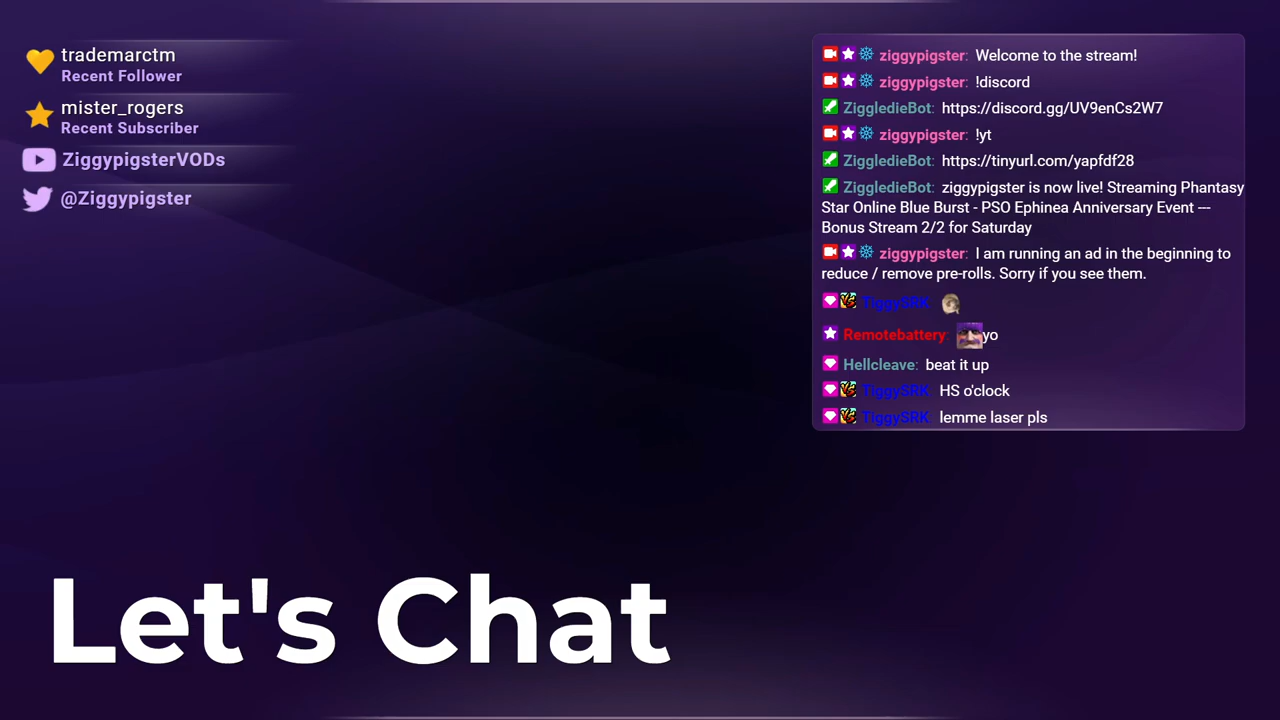 trademarctm
Recent Follower
mister_rogers
Recent Subscriber
ZiggypigsterVODs
@Ziggypigster
ziggypigster: Welcome to the stream!
ziggypigster: !discord
ZiggledieBot: https://discord.gg/UV9enCs2W7
ziggypigster: !yt
ZiggledieBot: https://tinyurl.com/yapfdf28
ZiggledieBot: ziggypigster is now live! Streaming Phantasy
Star Online Blue Burst - PSO Ephinea Anniversary Event ---
Bonus Stream 2/2 for Saturday
ziggypigster: I am running an ad in the beginning to
reduce / remove pre-rolls. Sorry if you see them.
TiggySRK:
Remotebattery: yo
Hellcleave: beat it up
TiggySRK: HS o'clock
TiggySRK: lemme laser pls
Let's Chat